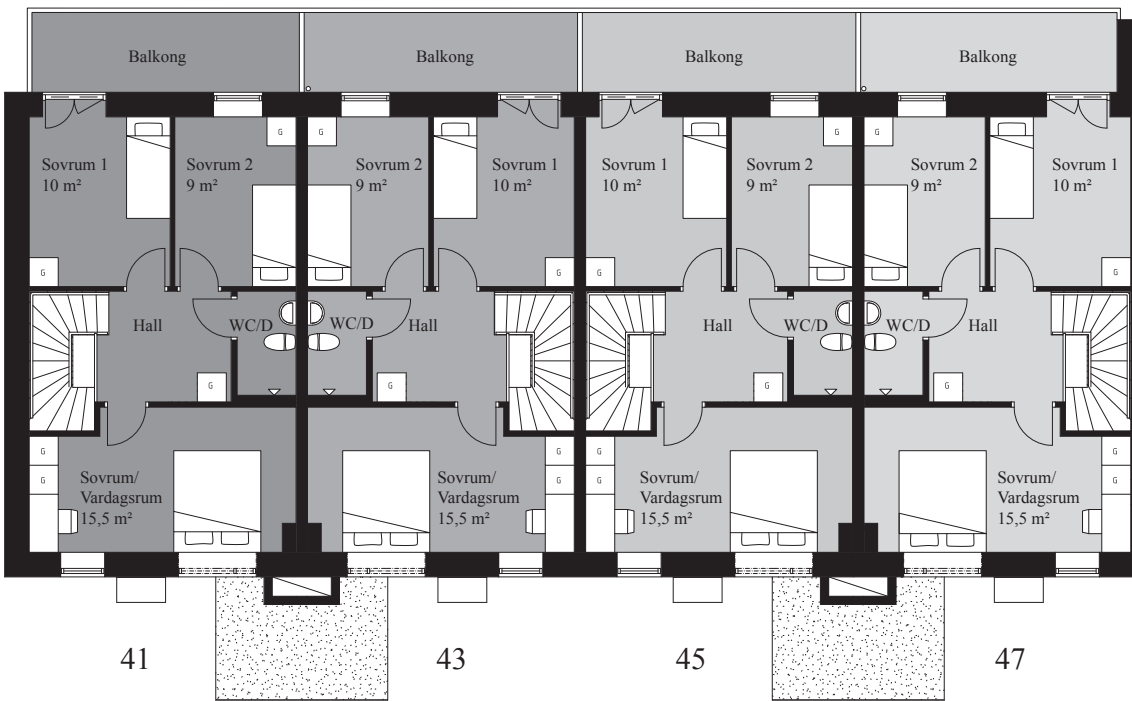 Balkong
Balkong
Balkong
Balkong
G
G
G
G
Sovrum 1
10 m²
Sovrum 2
9 m²
Sovrum 2
9 m²
Sovrum 1
10 m²
Sovrum 1
10 m²
Sovrum 2
9 m²
Sovrum 2
9 m²
Sovrum 1
10 m²
G
G
G
G
Hall
WC/D
WC/D
Hall
Hall
WC/D
WC/D
Hall
G
G
G
G
G
G
G
G
G
G
G
G
Sovrum/
Vardagsrum
15,5 m²
Sovrum/
Vardagsrum
15,5 m²
Sovrum/
Vardagsrum
15,5 m²
Sovrum/
Vardagsrum
15,5 m²
41
43
45
47